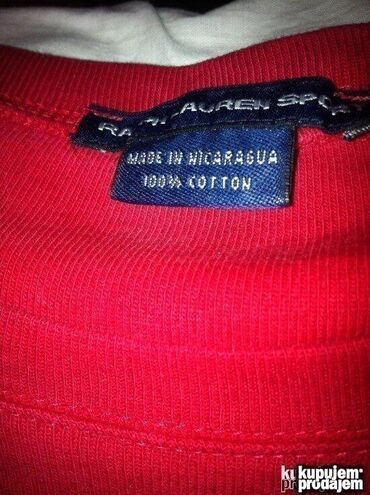 RALPH LAUREN SPORT
MADE IN NICARAGUA
100% COTTON
kupujem
prodajem